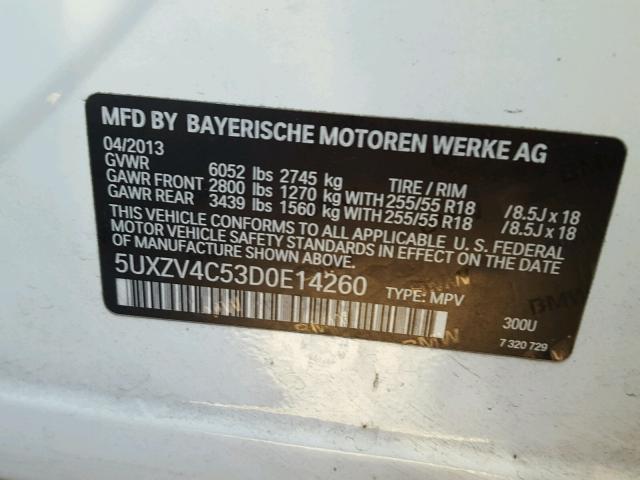 MFD BY BAYERISCHE MOTOREN WERKE AG
04/2013
GVWR 6052 lbs 2745 kg TIRE / RIM
GAWR FRONT 2800 lbs 1270 kg WITH 255/55 R18 /8.5J x 18
GAWR REAR 3439 lbs 1560 kg WITH 255/55 R18 /8.5J x 18
THIS VEHICLE CONFORMS TO ALL APPLICABLE U. S. FEDERAL
MOTOR VEHICLE SAFETY STANDARDS IN EFFECT ON THE DATE
OF MANUFACTURE SHOWN ABOVE.
5UXZV4C53D0E14260 TYPE: MPV
BMW
300U
7 320 729